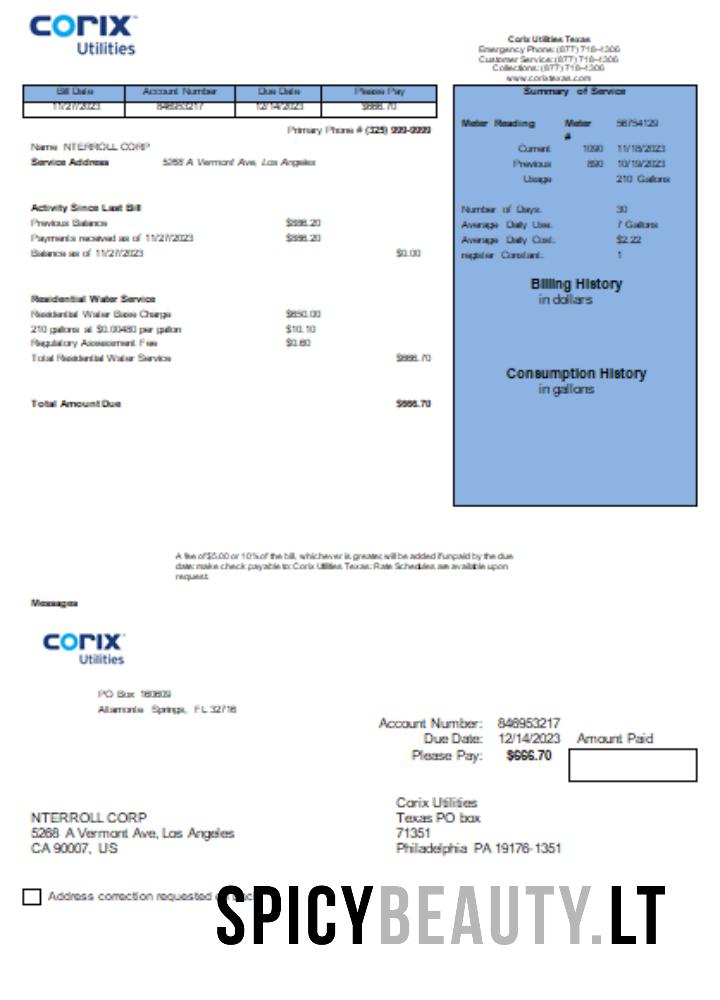 CORIX
Utilities
Corix Utilities Texas
Emergency Phone: (877) 718-4306
Customer Service: (877) 718-4306
Collections: (877) 718-4306
www.corixtexas.com
Bill Date Account Number Due Date Please Pay
11/27/2023 846953217 12/14/2023 $666.70
Primary Phone # (325) 999-9999
Name NTERROLL CORP
Service Address 5268 A Vermont Ave, Los Angeles
Activity Since Last Bill
Previous Balance
Payments received as of 11/27/2023
Balance as of 11/27/2023 $0.00
Residential Water Service
Residential Water Base Charge $650.00
210 gallons at $0.00480 per gallon $10.10
Regulatory Assessment Fee $0.60
Total Residential Water Service $666.70
Total Amount Due $666.70
Summary of Service
Meter Reading Meter 56754129
#
Current 1090 11/18/2023
Previous 890 10/19/2023
Usage 210 Gallons
Number of Days: 30
Average Daily Use: 7 Gallons
Average Daily Cost: $2.22
register Constant: 1
Billing History
in dollars
Consumption History
in gallons
A fee of $5.00 or 10% of the bill, whichever is greater, will be added if unpaid by the due
date: make check payable to: Corix Utilities Texas: Rate Schedules are available upon
request.
Messages
CORIX
Utilities
PO Box 160609
Altamonte Springs, FL 32716
Account Number: 846953217
Due Date: 12/14/2023 Amount Paid
Please Pay: $666.70
NTERROLL CORP
5268 A Vermont Ave, Los Angeles
CA 90007, US
Corix Utilities
Texas PO box
71351
Philadelphia PA 19176-1351
Address correction requested
SPICYBEAUTY.LT